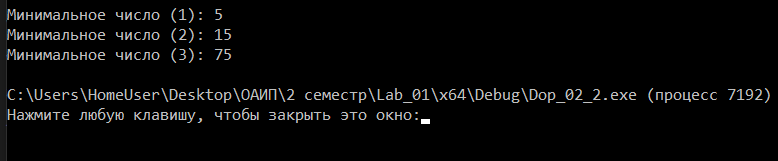 Минимальное число (1): 5
Минимальное число (2): 15
Минимальное число (3): 75
C:\Users\HomeUser\Desktop\ОАИП\2 семестр\Lab_01\x64\Debug\Dop_02_2.exe (процесс 7192)
Нажмите любую клавишу, чтобы закрыть это окно: